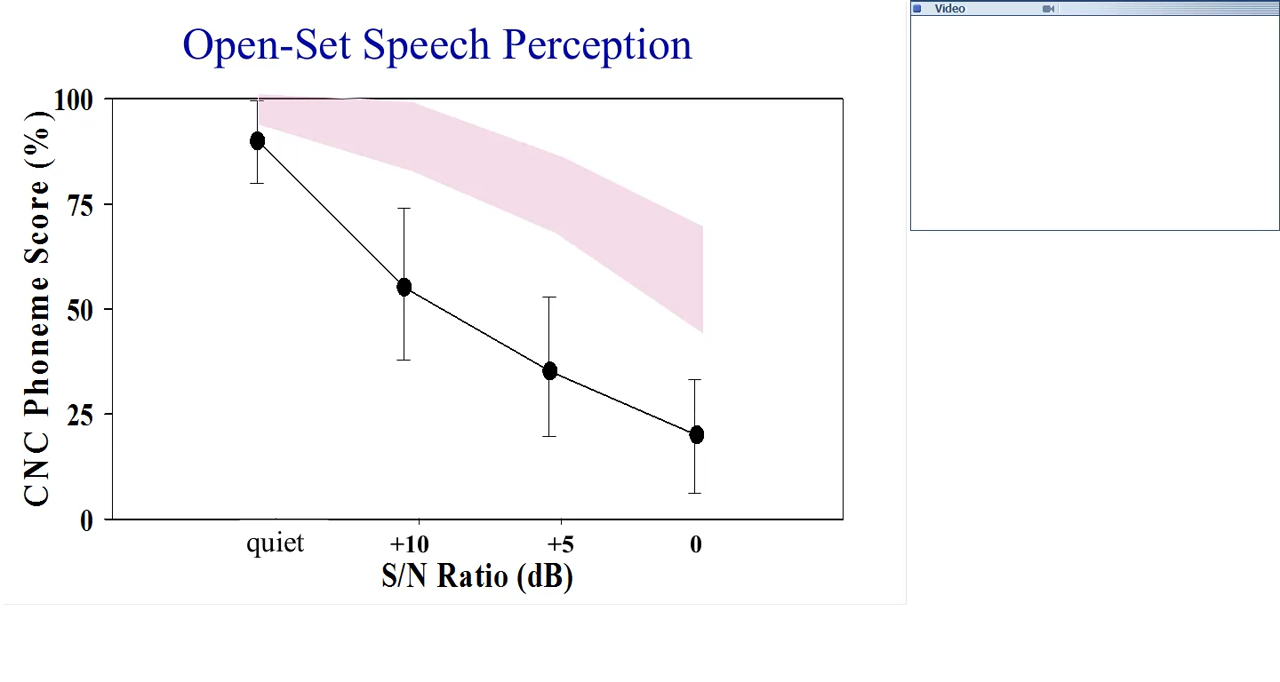 Video
Open-Set Speech Perception
CNC Phoneme Score (%)
100
75
50
25
0
quiet +10 +5 0
S/N Ratio (dB)